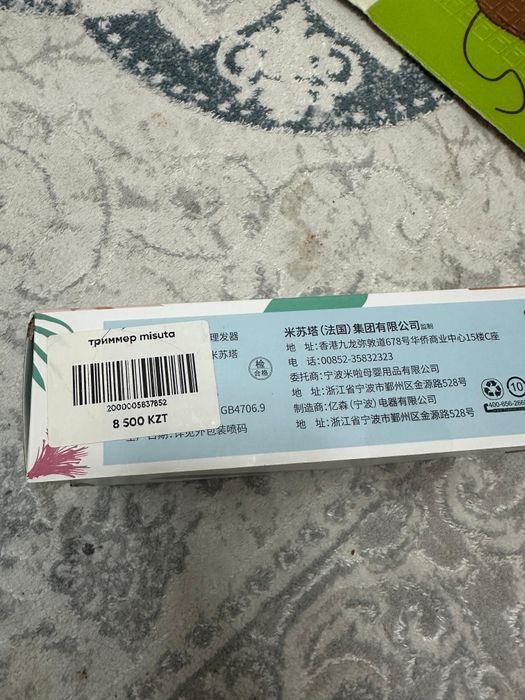 триммер misuta
2000005837852
8 500 KZT
理发器
米苏塔
检
合格
GB4706.9
生产日期:详见外包装喷码
米苏塔(法国)集团有限公司监制
地 址:香港九龙弥敦道678号华侨商业中心15楼C座
电 话:00852-35832323
委托商:宁波米啦母婴用品有限公司
地 址:浙江省宁波市鄞州区金源路528号
制造商:亿森(宁波)电器有限公司
地 址:浙江省宁波市鄞州区金源路528号
10